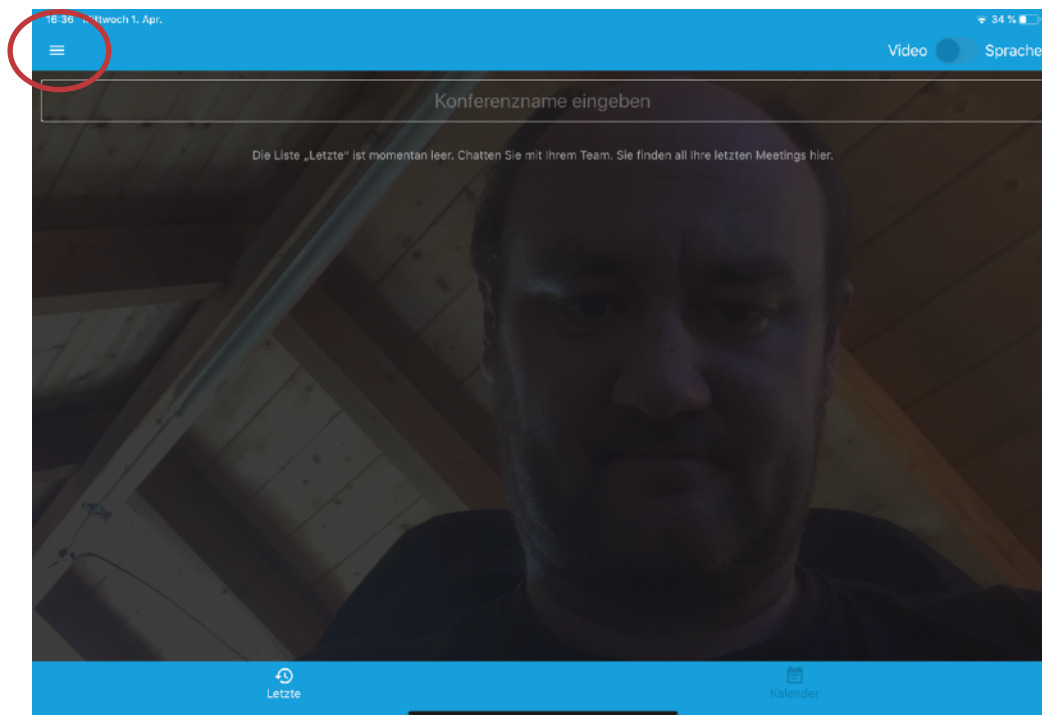 16:36 Mittwoch 1. Apr.
34 %
Video
Sprache
Konferenzname eingeben
Die Liste „Letzte“ ist momentan leer. Chatten Sie mit Ihrem Team. Sie finden all Ihre letzten Meetings hier.
Letzte
Kalender